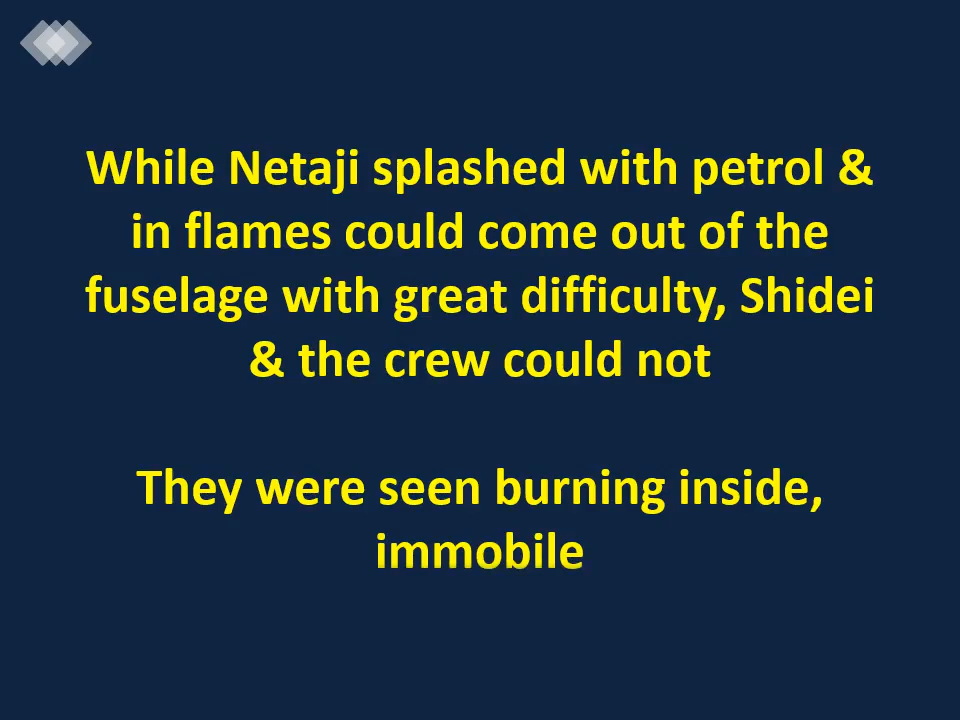 While Netaji splashed with petrol &
in flames could come out of the
fuselage with great difficulty, Shidei
& the crew could not
They were seen burning inside,
immobile